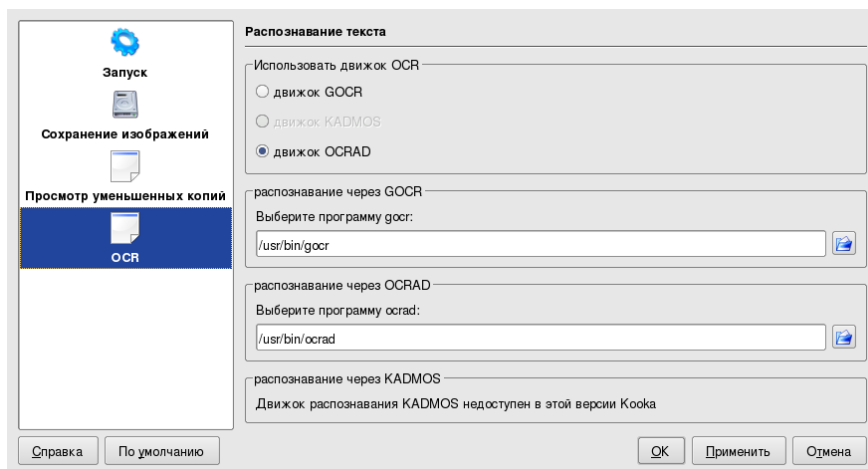 Запуск
Сохранение изображений
Просмотр уменьшенных копий
OCR
Распознавание текста
Использовать движок OCR
движок GOCR
движок KADMOS
движок OCRAD
распознавание через GOCR
Выберите программу gocr:
/usr/bin/gocr
распознавание через OCRAD
Выберите программу ocrad:
/usr/bin/ocrad
распознавание через KADMOS
Движок распознавания KADMOS недоступен в этой версии Kooka
Справка По умолчанию OK Применить Отмена